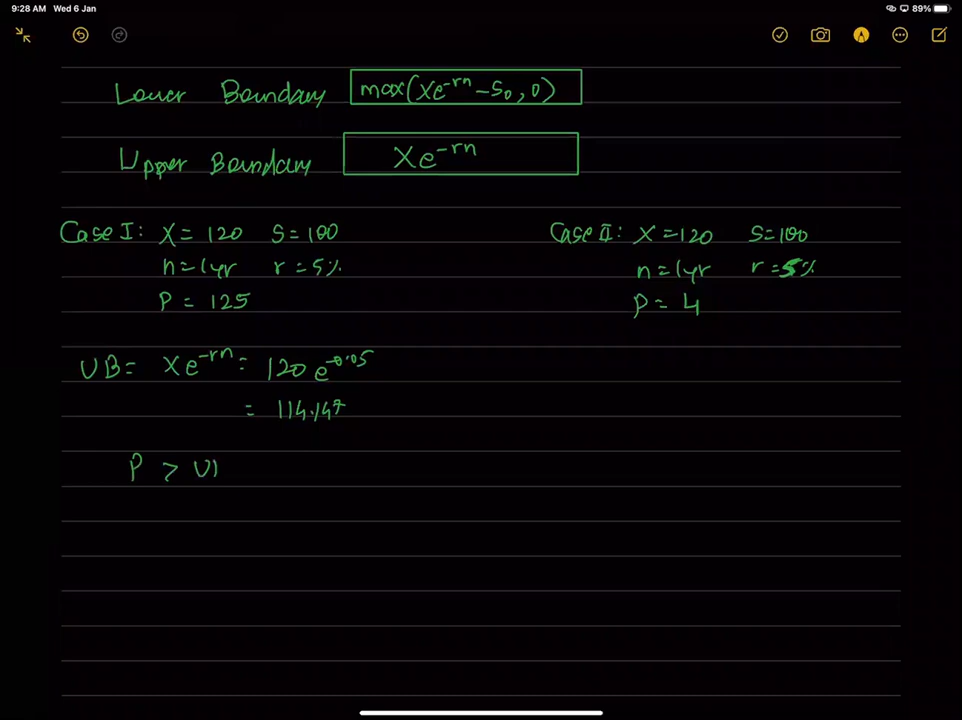 9:28 AM Wed 6 Jan 89%
Lower Boundary max(Xe^-rn - S₀, 0)
Upper Boundary Xe^-rn
Case I: X = 120 S = 100
n = 1yr r = 5%
P = 125
Case II: X = 120 S = 100
n = 1yr r = 5%
P = 4
UB = Xe^-rn = 120 e^-0.05
= 114.147
P > UI